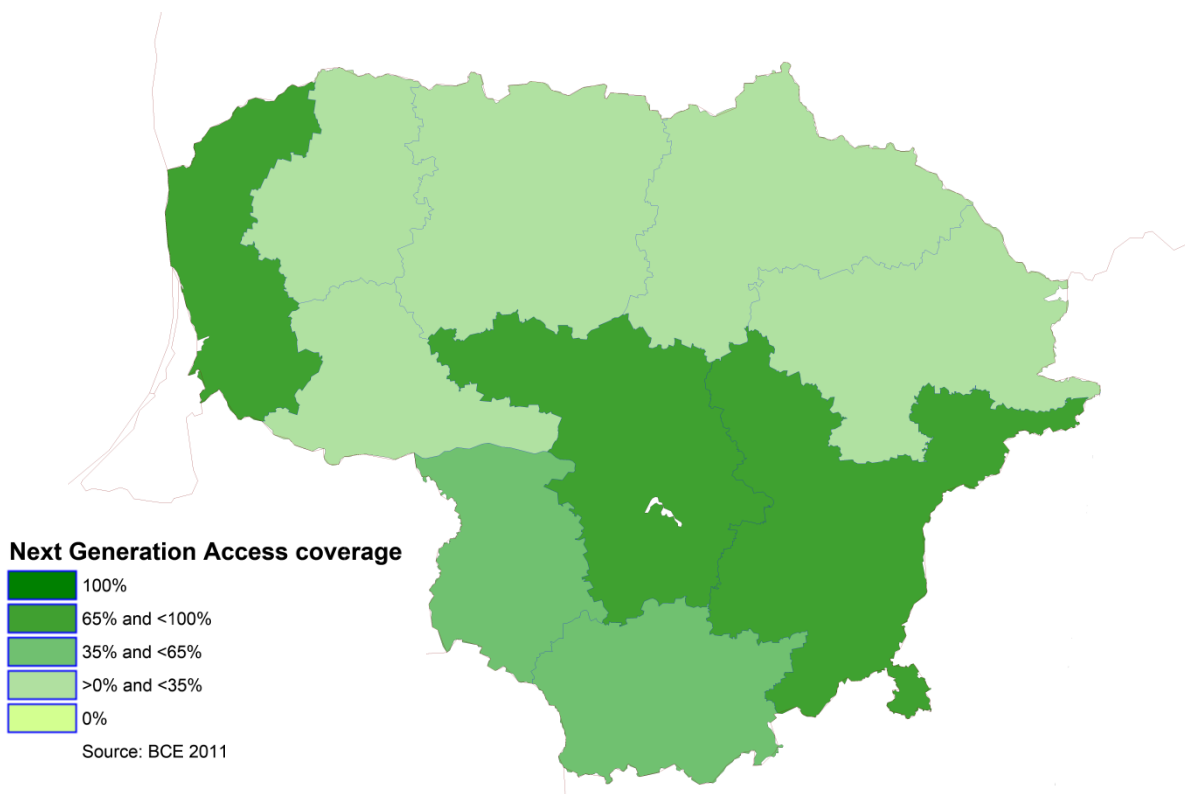 Next Generation Access coverage
100%
65% and <100%
35% and <65%
>0% and <35%
0%
Source: BCE 2011